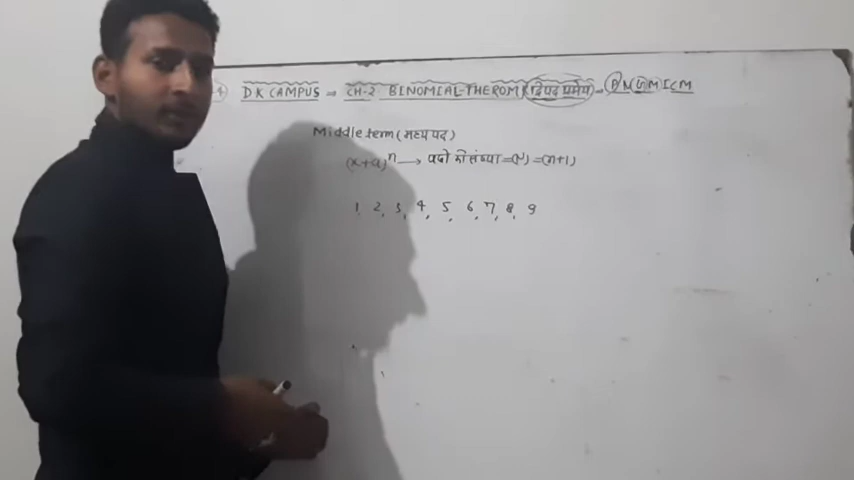 DK CAMPUS ⇒ CH-2 BINOMIAL-THEROM (द्विपद प्रमेय) =
Middle term (मध्य पद)
(x+a)ⁿ → पदो की संख्या = (N) = (n+1)
1, 2, 3, 4, 5, 6, 7, 8, 9